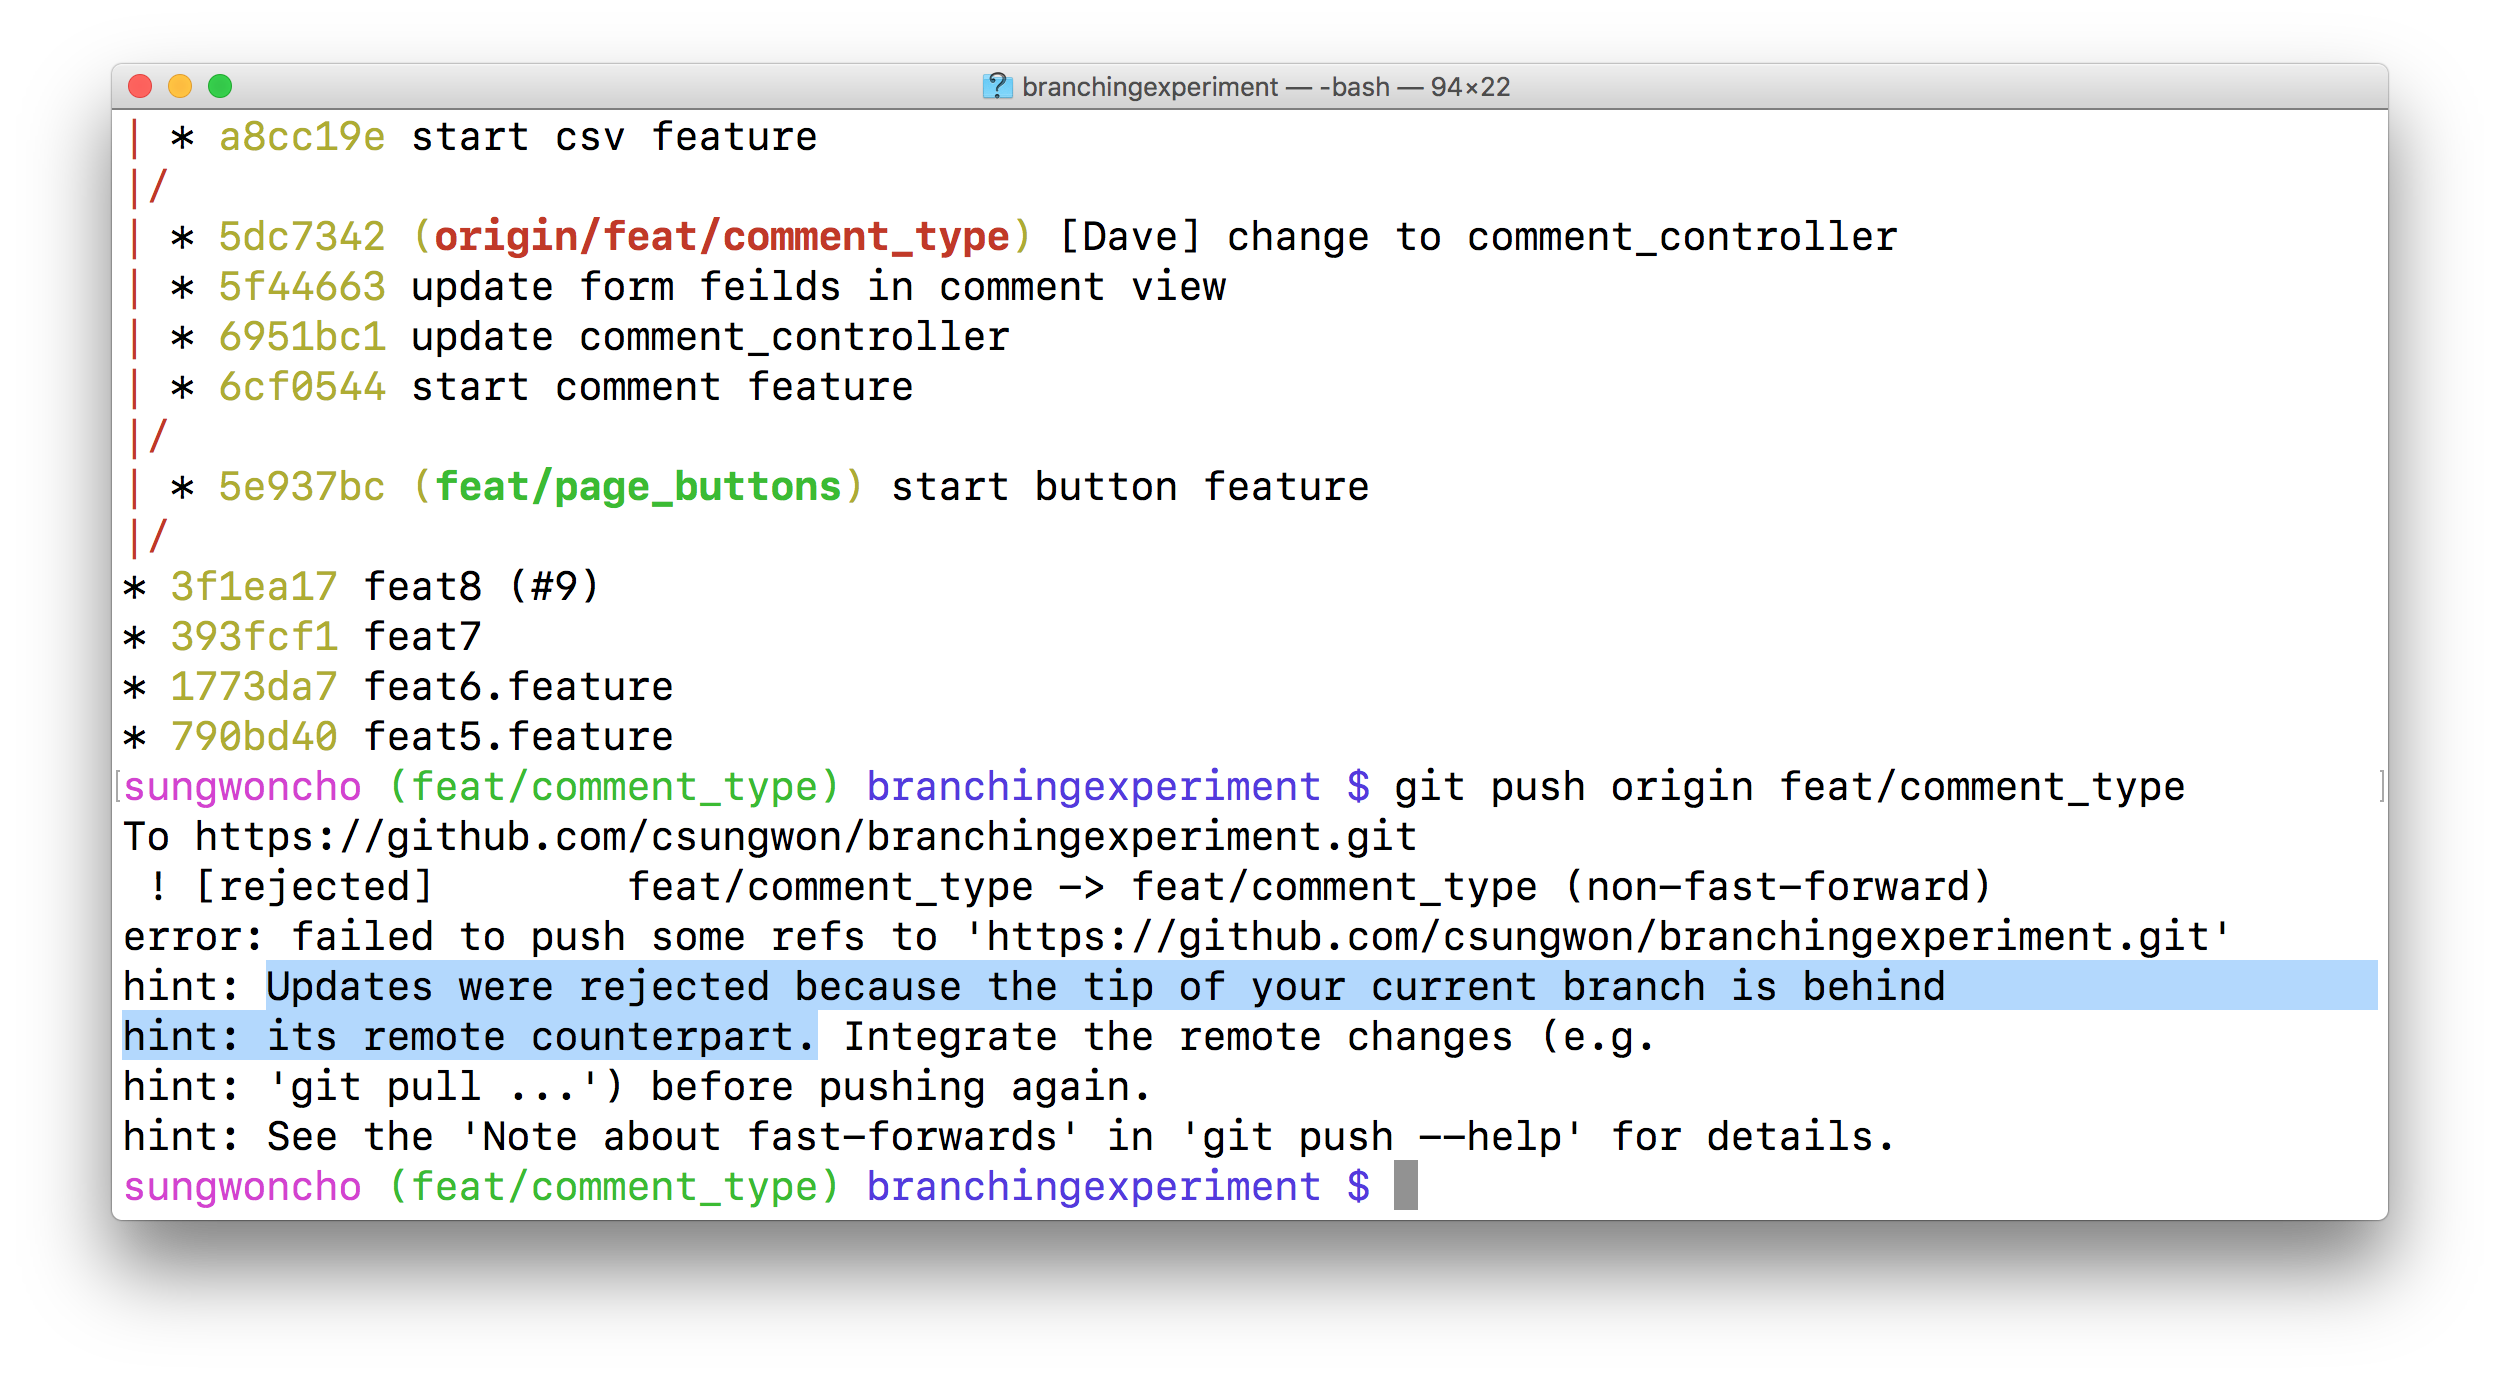 branchingexperiment — -bash — 94×22
| * a8cc19e start csv feature
|/
| * 5dc7342 (origin/feat/comment_type) [Dave] change to comment_controller
| * 5f44663 update form feilds in comment view
| * 6951bc1 update comment_controller
| * 6cf0544 start comment feature
|/
| * 5e937bc (feat/page_buttons) start button feature
|/
* 3f1ea17 feat8 (#9)
* 393fcf1 feat7
* 1773da7 feat6.feature
* 790bd40 feat5.feature
[sungwoncho (feat/comment_type) branchingexperiment $ git push origin feat/comment_type ]
To https://github.com/csungwon/branchingexperiment.git
 ! [rejected]        feat/comment_type -> feat/comment_type (non-fast-forward)
error: failed to push some refs to 'https://github.com/csungwon/branchingexperiment.git'
hint: Updates were rejected because the tip of your current branch is behind
hint: its remote counterpart. Integrate the remote changes (e.g.
hint: 'git pull ...') before pushing again.
hint: See the 'Note about fast-forwards' in 'git push --help' for details.
sungwoncho (feat/comment_type) branchingexperiment $